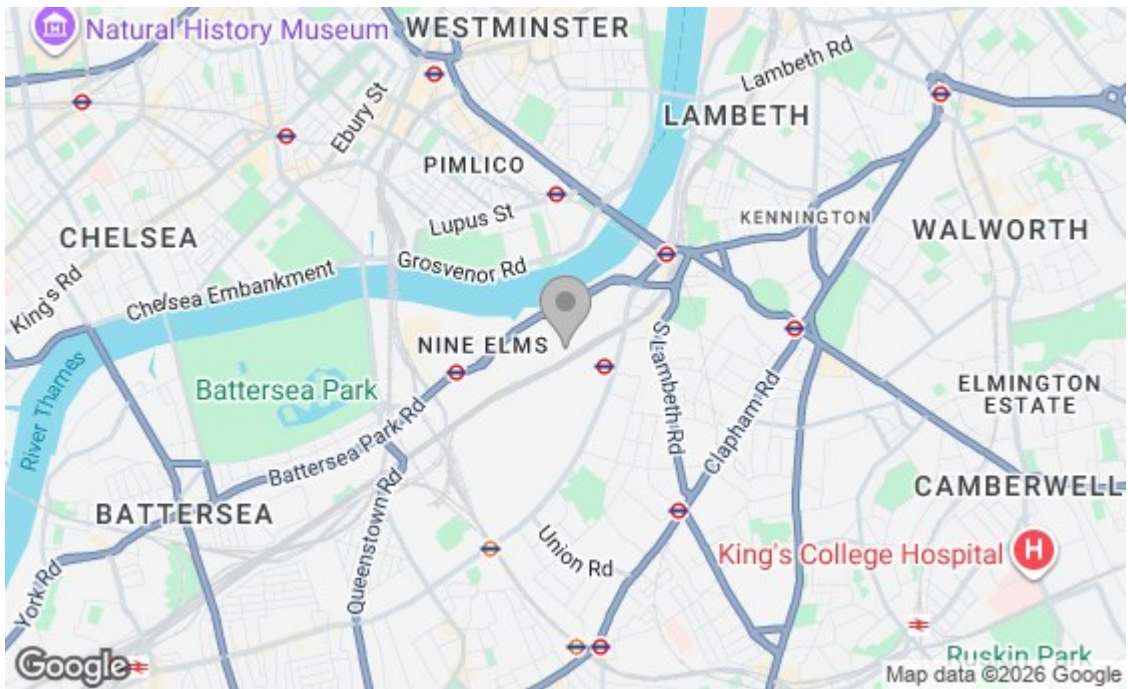 Natural History Museum
WESTMINSTER
Lambeth Rd
LAMBETH
Ebury St
PIMLICO
Lupus St
KENNINGTON
WALWORTH
CHELSEA
Grosvenor Rd
King's Rd
Chelsea Embankment
NINE ELMS
S Lambeth Rd
Clapham Rd
ELMINGTON
ESTATE
River Thames
Battersea Park
Battersea Park Rd
CAMBERWELL
BATTERSEA
Queenstown Rd
Union Rd
King's College Hospital
H
York Rd
Ruskin Park
Google
Map data ©2026 Google